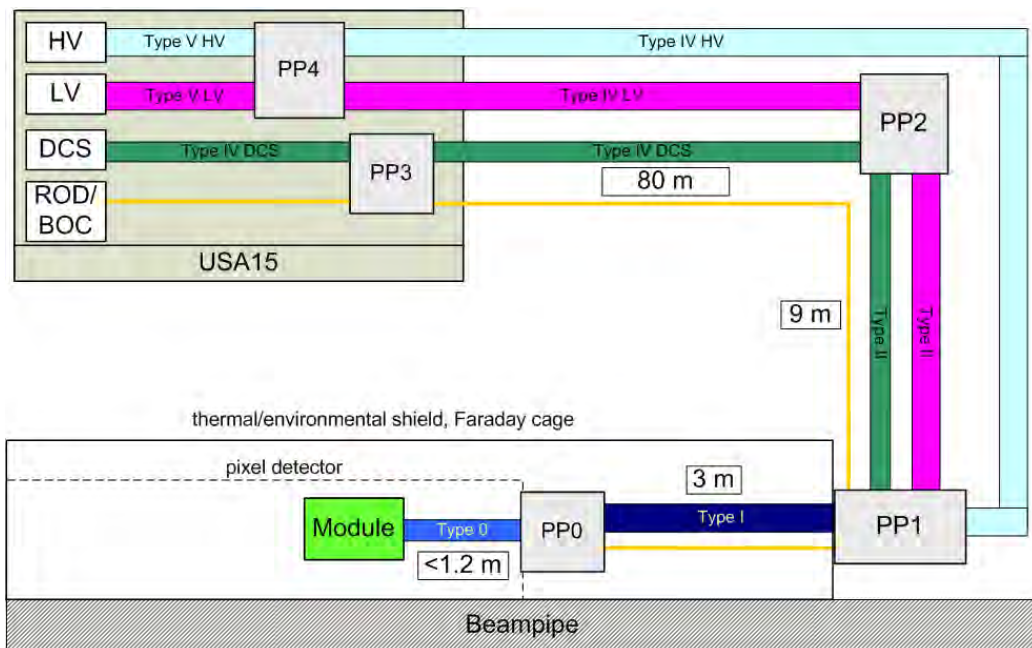 HV
Type V HV
Type IV HV
PP4
LV
Type V LV
Type IV LV
PP2
DCS
Type IV DCS
Type IV DCS
PP3
80 m
ROD/
BOC
USA15
9 m
Type II
Type II
thermal/environmental shield, Faraday cage
pixel detector
3 m
Module
Type 0
PP0
Type I
PP1
<1.2 m
Beampipe